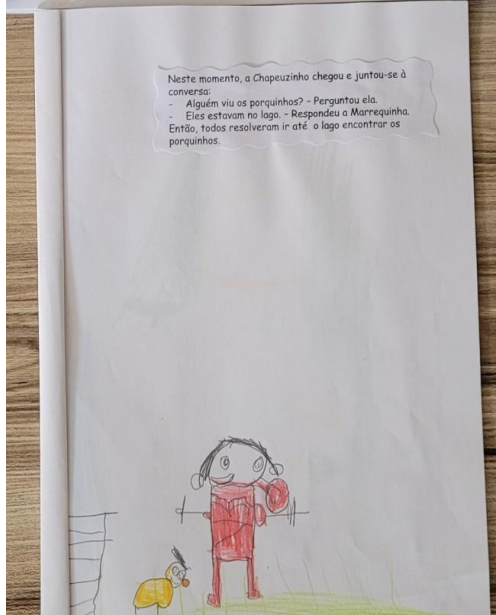 Neste momento, a Chapeuzinho chegou e juntou-se à
conversa:
- Alguém viu os porquinhos? - Perguntou ela.
- Eles estavam no lago. - Respondeu a Marrequinha.
Então, todos resolveram ir até o lago encontrar os
porquinhos.